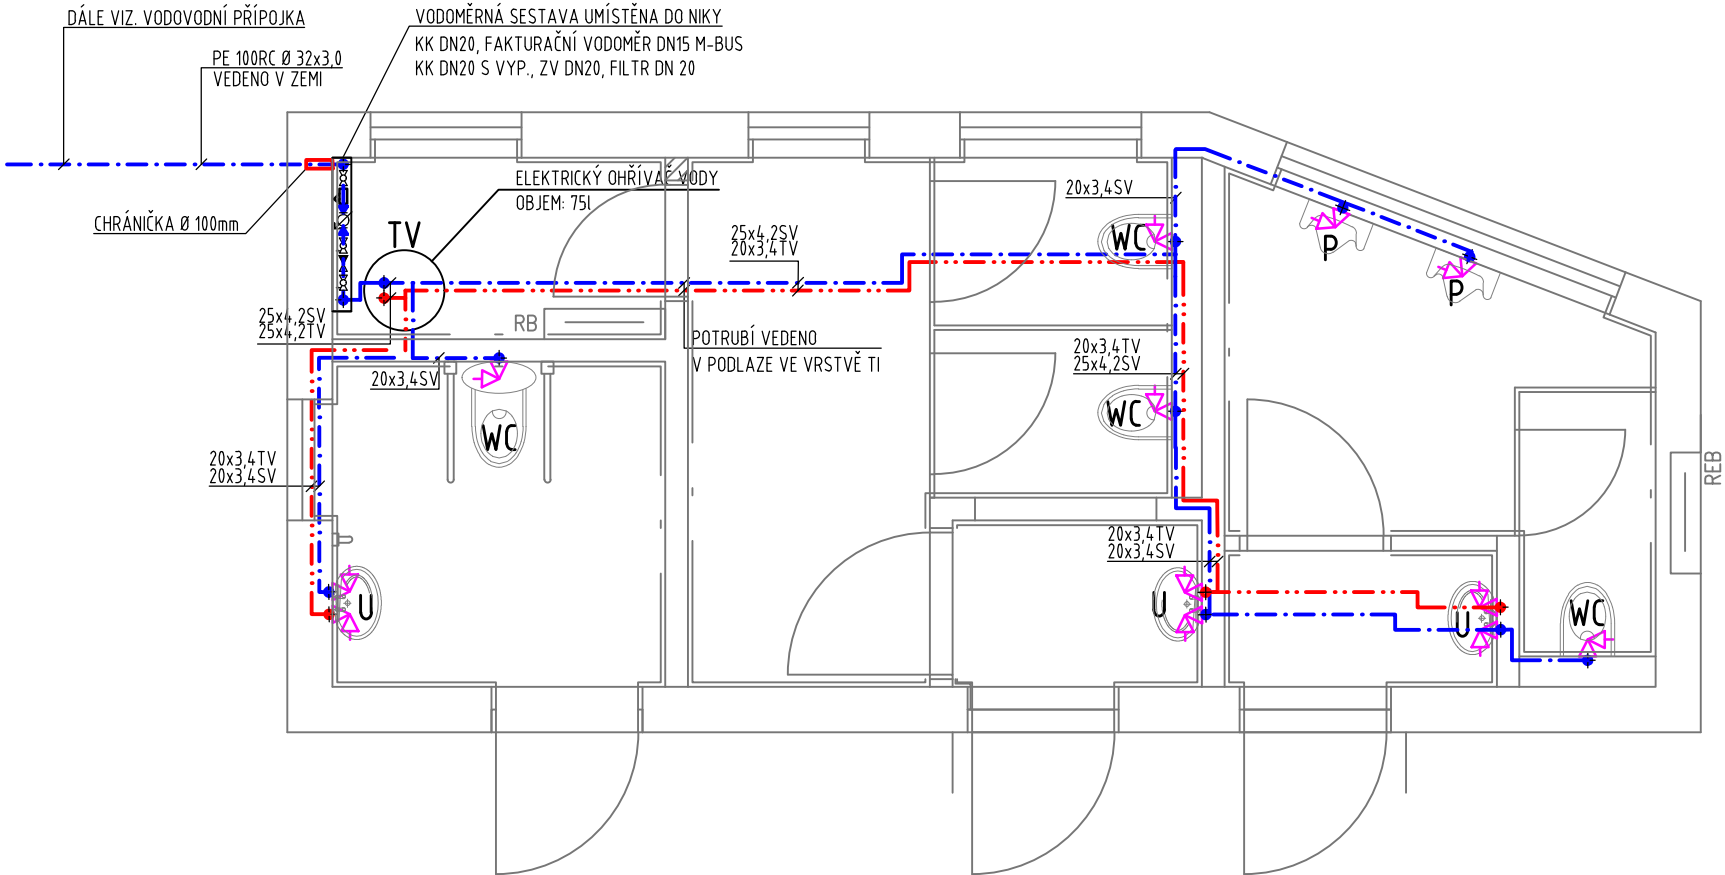 DÁLE VIZ. VODOVODNÍ PŘÍPOJKA
VODOMĚRNÁ SESTAVA UMÍSTĚNA DO NIKY
KK DN20, FAKTURAČNÍ VODOMĚR DN15 M-BUS
KK DN20 S VYP., ZV DN20, FILTR DN 20
PE 100RC Ø 32x3,0
VEDENO V ZEMI
CHRÁNIČKA Ø 100mm
ELEKTRICKÝ OHŘÍVAČ VODY
OBJEM: 75l
TV
20x3,4SV
25x4,2SV
20x3,4TV
WC
P
P
25x4,2SV
25x4,2TV
RB
POTRUBÍ VEDENO
V PODLAZE VE VRSTVĚ TI
20x3,4SV
20x3,4TV
25x4,2SV
WC
WC
20x3,4TV
20x3,4SV
REB
20x3,4TV
20x3,4SV
U
U
U
WC